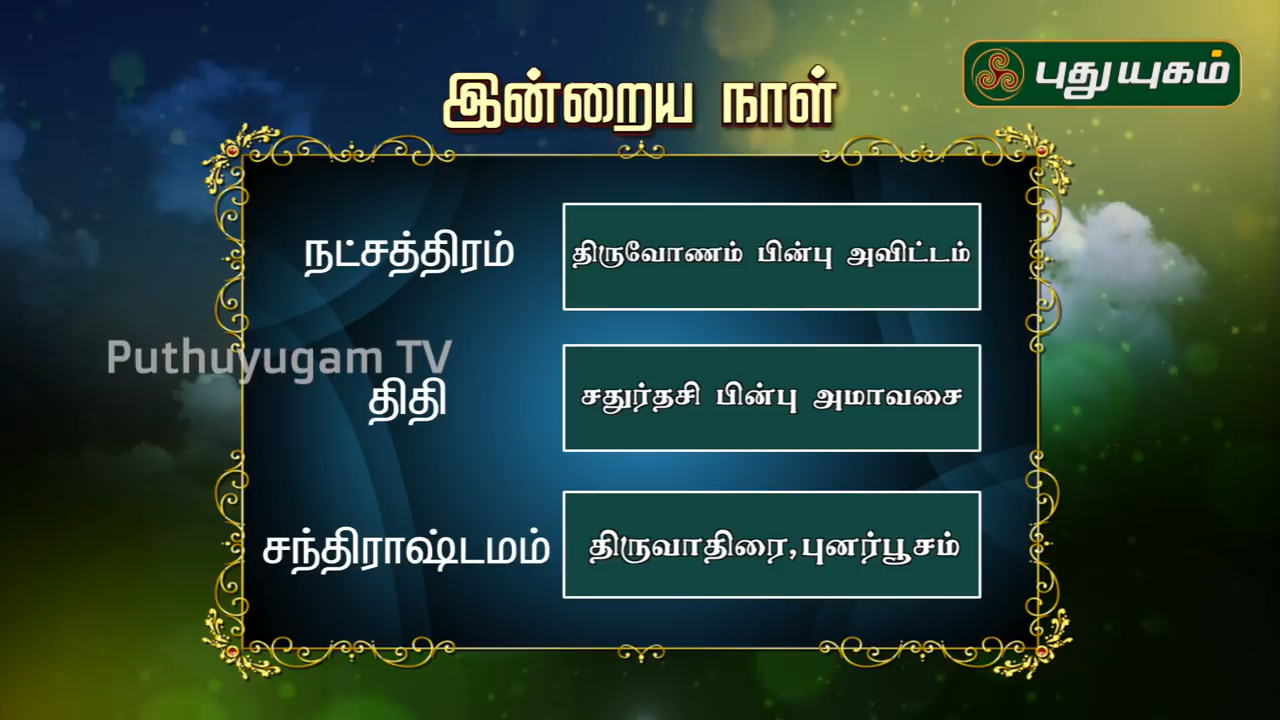 புதுயுகம்
இன்றைய நாள்
நட்சத்திரம்
திருவோணம் பின்பு அவிட்டம்
Puthuyugam TV
திதி
சதுர்தசி பின்பு அமாவசை
சந்திராஷ்டமம்
திருவாதிரை,புனர்பூசம்